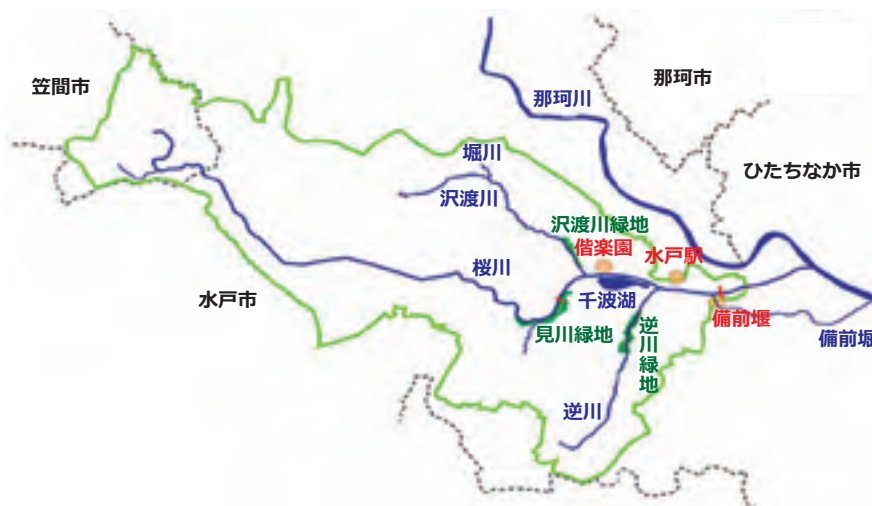 笠間市
那珂市
那珂川
堀川
ひたちなか市
沢渡川
沢渡川緑地
偕楽園
水戸駅
桜川
水戸市
千波湖
備前堰
見川緑地
逆川緑地
備前堀
逆川